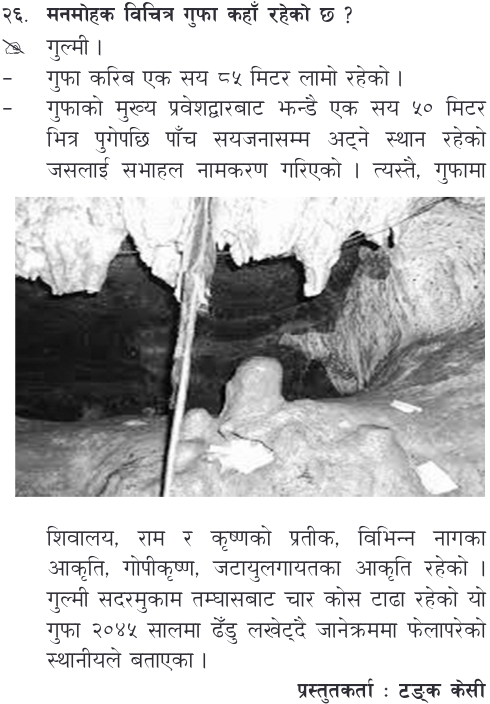 २६. मनमोहक विचित्र गुफा कहाँ रहेको छ ?
गुल्मी ।
– गुफा करिब एक सय ८५ मिटर लामो रहेको ।
– गुफाको मुख्य प्रवेशद्वारबाट झन्डै एक सय ५० मिटर
भित्र पुगेपछि पाँच सयजनासम्म अट्ने स्थान रहेको
जसलाई सभाहल नामकरण गरिएको । त्यस्तै, गुफामा
शिवालय, राम र कृष्णको प्रतीक, विभिन्न नागका
आकृति, गोपीकृष्ण, जटायुलगायतका आकृति रहेको ।
गुल्मी सदरमुकाम तम्घासबाट चार कोस टाढा रहेको यो
गुफा २०४५ सालमा ढेँडु लखेट्दै जानेक्रममा फेलापरेको
स्थानीयले बताएका ।
प्रस्तुतकर्ता : टङ्क केसी